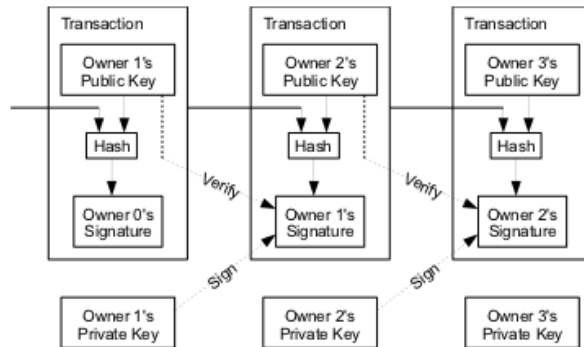 Transaction
Owner 1's
Public Key
Hash
Owner 0's
Signature
Transaction
Owner 2's
Public Key
Hash
Verify
Owner 1's
Signature
Sign
Transaction
Owner 3's
Public Key
Hash
Verify
Owner 2's
Signature
Sign
Owner 1's
Private Key
Owner 2's
Private Key
Owner 3's
Private Key